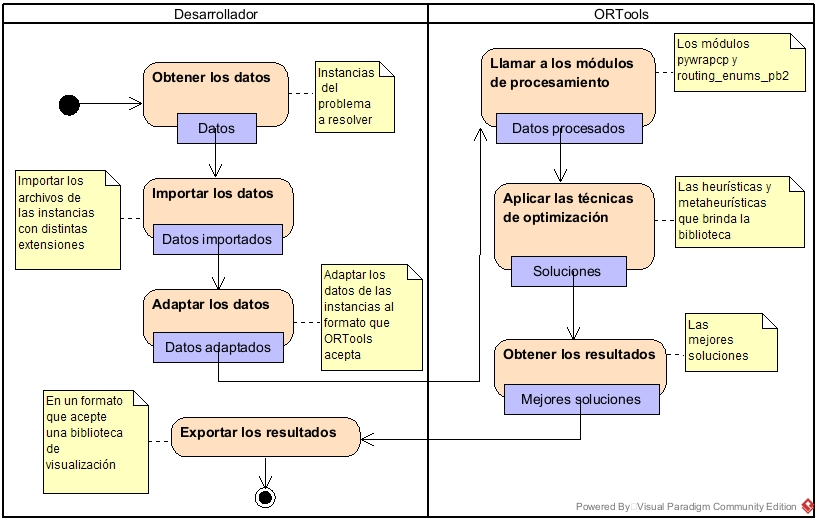 Desarrollador
ORTools
Obtener los datos
Datos
Instancias
del
problema
a resolver
Importar los
archivos de
las instancias
con distintas
extensiones
Importar los datos
Datos importados
Adaptar los datos
Datos adaptados
Adaptar los
datos de las
instancias al
formato que
ORTools
acepta
En un formato
que acepte
una biblioteca
de
visualización
Exportar los resultados
Llamar a los módulos
de procesamiento
Datos procesados
Los módulos
pywrapcp y
routing_enums_pb2
Aplicar las técnicas
de optimización
Soluciones
Las heurísticas y
metaheurísticas
que brinda la
biblioteca
Obtener los resultados
Mejores soluciones
Las
mejores
soluciones
Powered By Visual Paradigm Community Edition